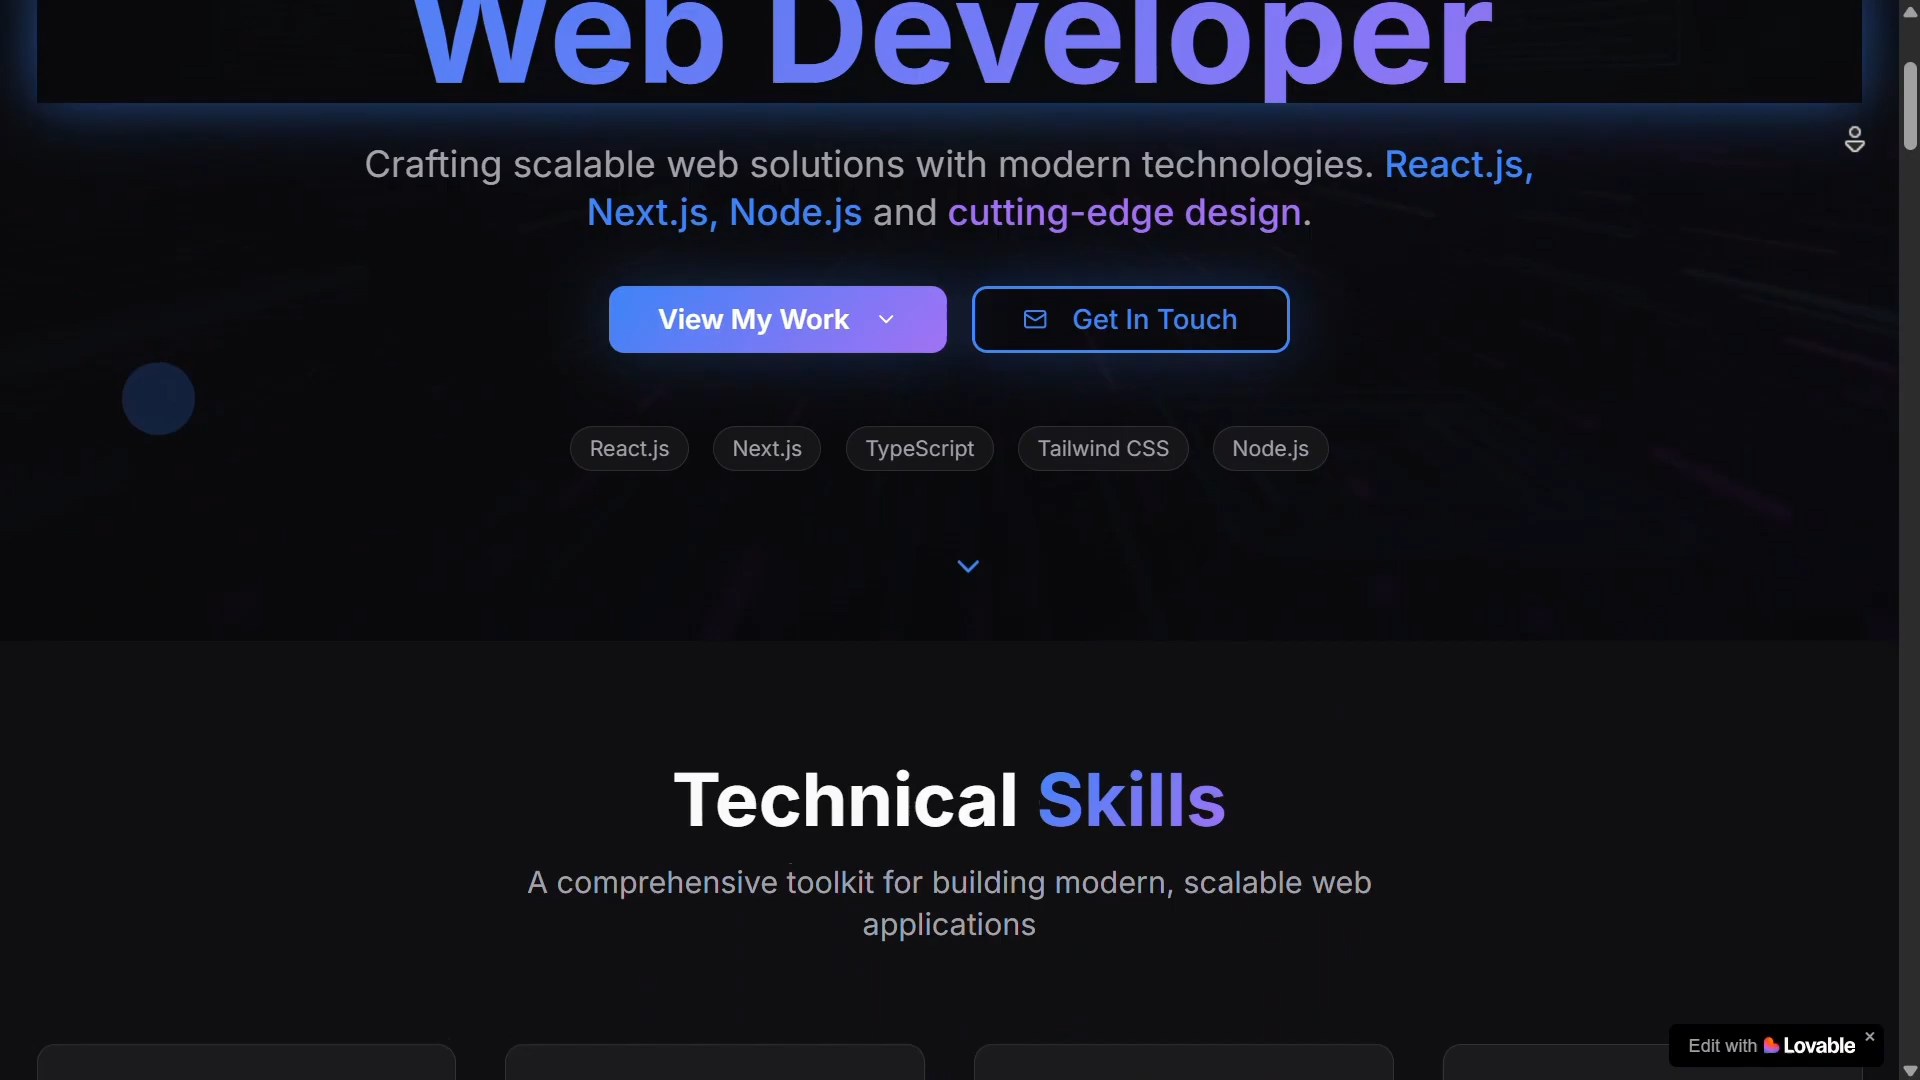 Web Developer
Crafting scalable web solutions with modern technologies. React.js,
Next.js, Node.js and cutting-edge design.
View My Work
Get In Touch
React.js
Next.js
TypeScript
Tailwind CSS
Node.js
Technical Skills
A comprehensive toolkit for building modern, scalable web
applications
Edit with Lovable